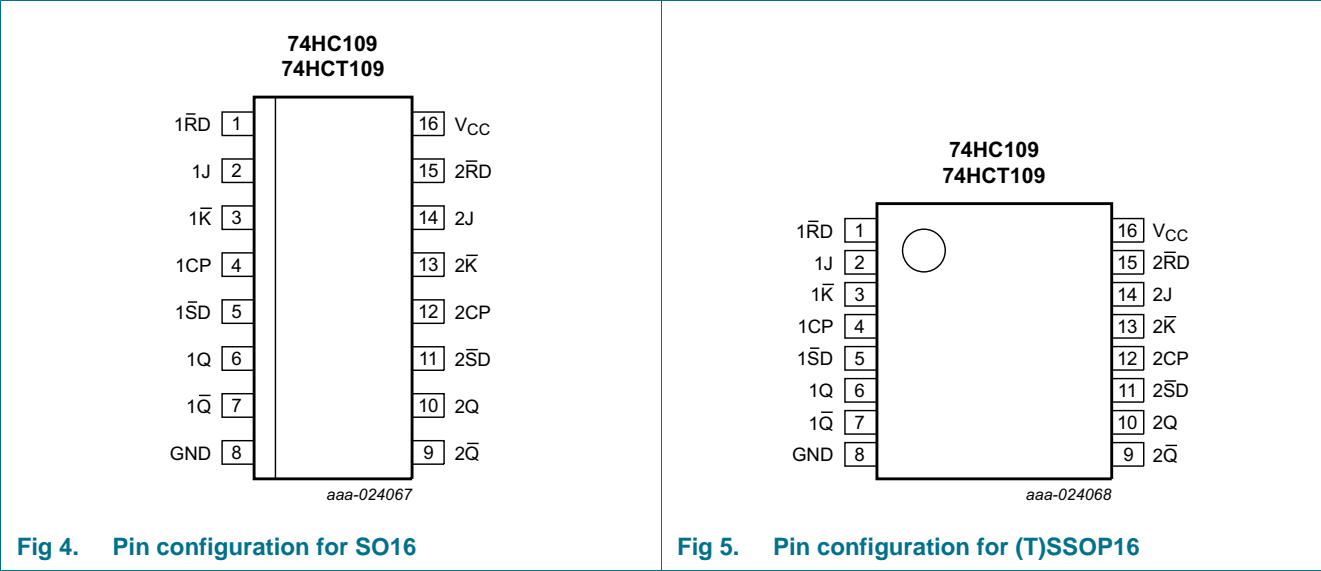 74HC109
74HCT109
1R̅D 1
1J 2
1K̅ 3
1CP 4
1S̅D 5
1Q 6
1Q̅ 7
GND 8
16 VCC
15 2R̅D
14 2J
13 2K̅
12 2CP
11 2S̅D
10 2Q
9 2Q̅
aaa-024067
Fig 4. Pin configuration for SO16
74HC109
74HCT109
1R̅D 1
1J 2
1K̅ 3
1CP 4
1S̅D 5
1Q 6
1Q̅ 7
GND 8
16 VCC
15 2R̅D
14 2J
13 2K̅
12 2CP
11 2S̅D
10 2Q
9 2Q̅
aaa-024068
Fig 5. Pin configuration for (T)SSOP16